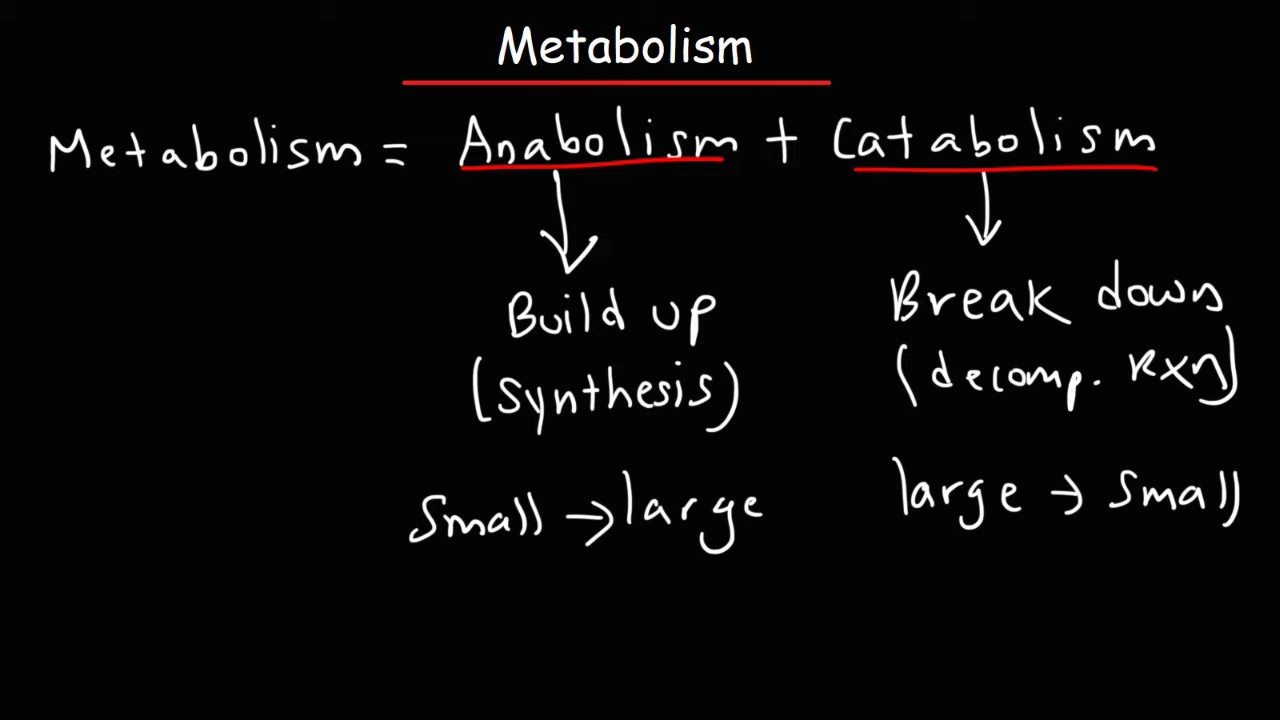 Metabolism
Metabolism = Anabolism + Catabolism
Build up
(synthesis)
small → large
Break down
(decomp. Rxn)
large → small